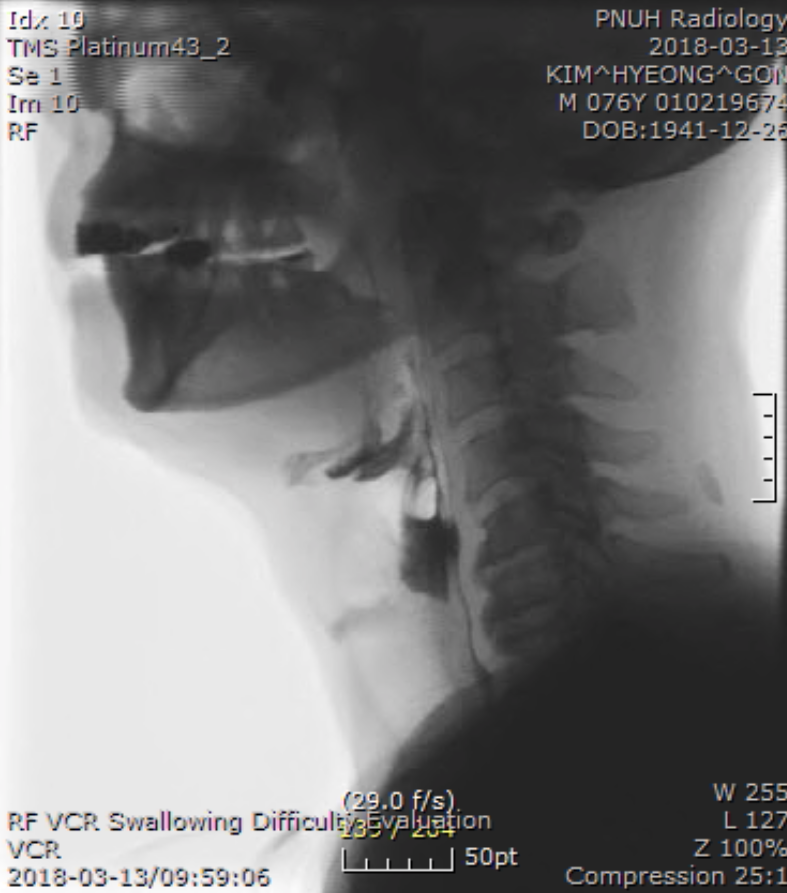 Idx 10
TMS Platinum43_2
Se 1
Im 10
RF
PNUH Radiology
2018-03-13
KIM^HYEONG^GON
M 076Y 010219674
DOB:1941-12-26
(29.0 f/s)
RF VCR Swallowing Difficulty Evaluation
VCR
2018-03-13/09:59:06
50pt
W 255
L 127
Z 100%
Compression 25:1